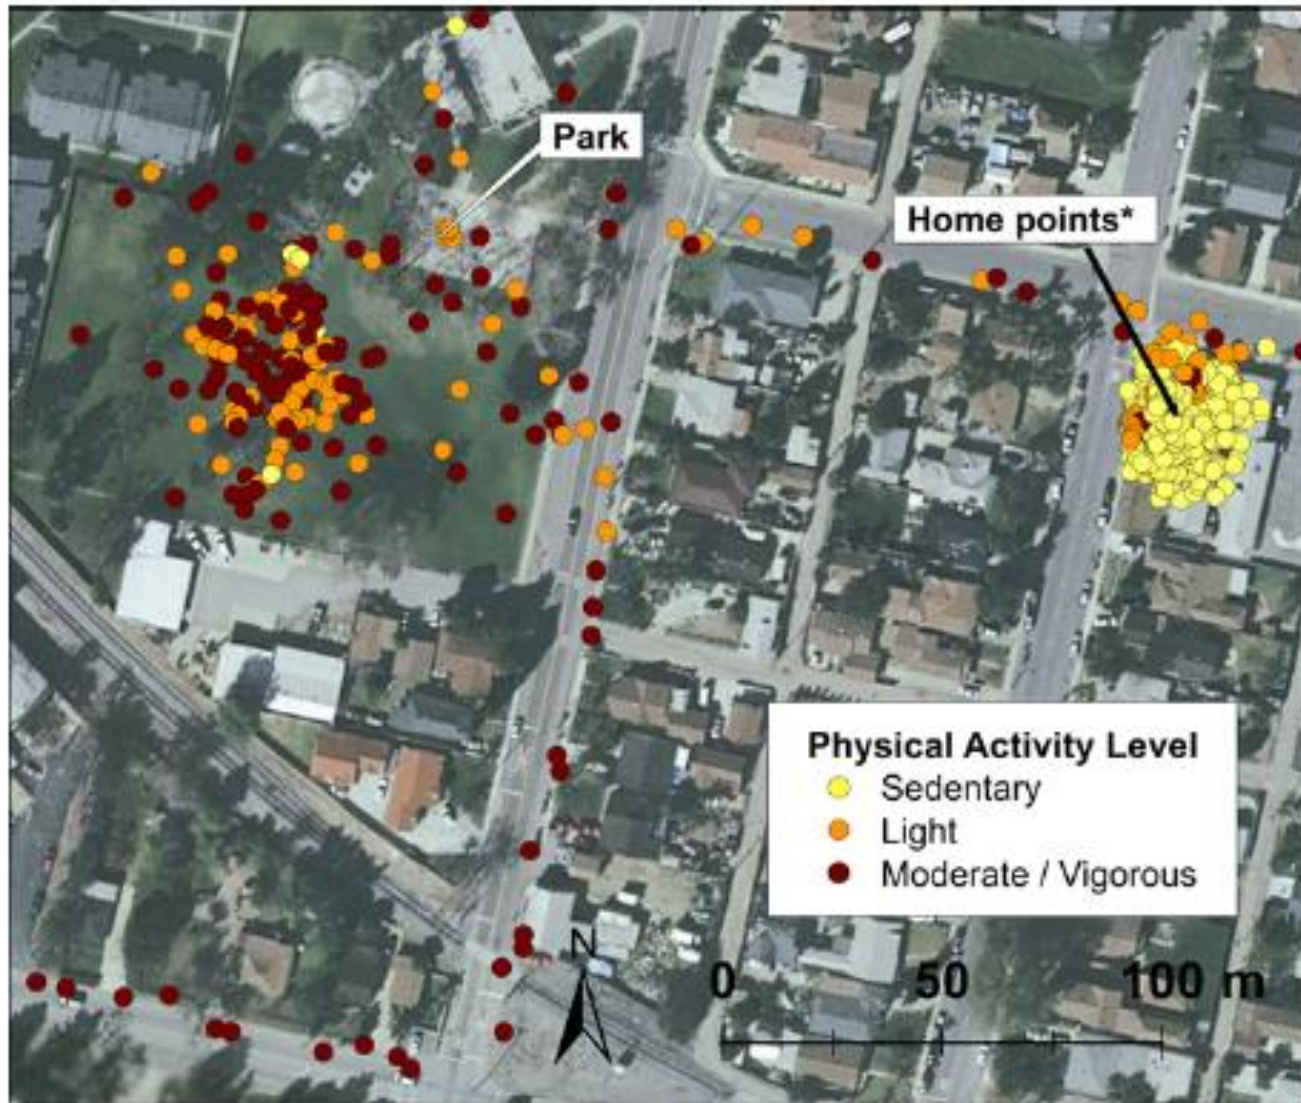 Park
Home points*
Physical Activity Level
Sedentary
Light
Moderate / Vigorous
N
0 50 100 m